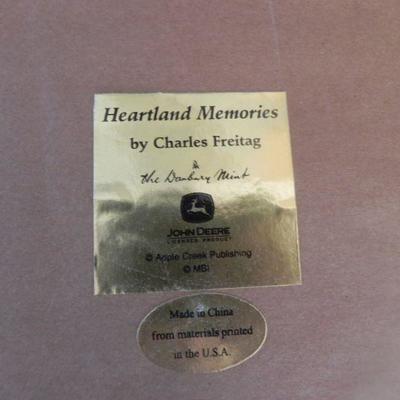 Heartland Memories
by Charles Freitag
the Danbury Mint
JOHN DEERE
LICENSED PRODUCT
© Apple Creek Publishing
© MBI
Made in China
from materials printed
in the U.S.A.